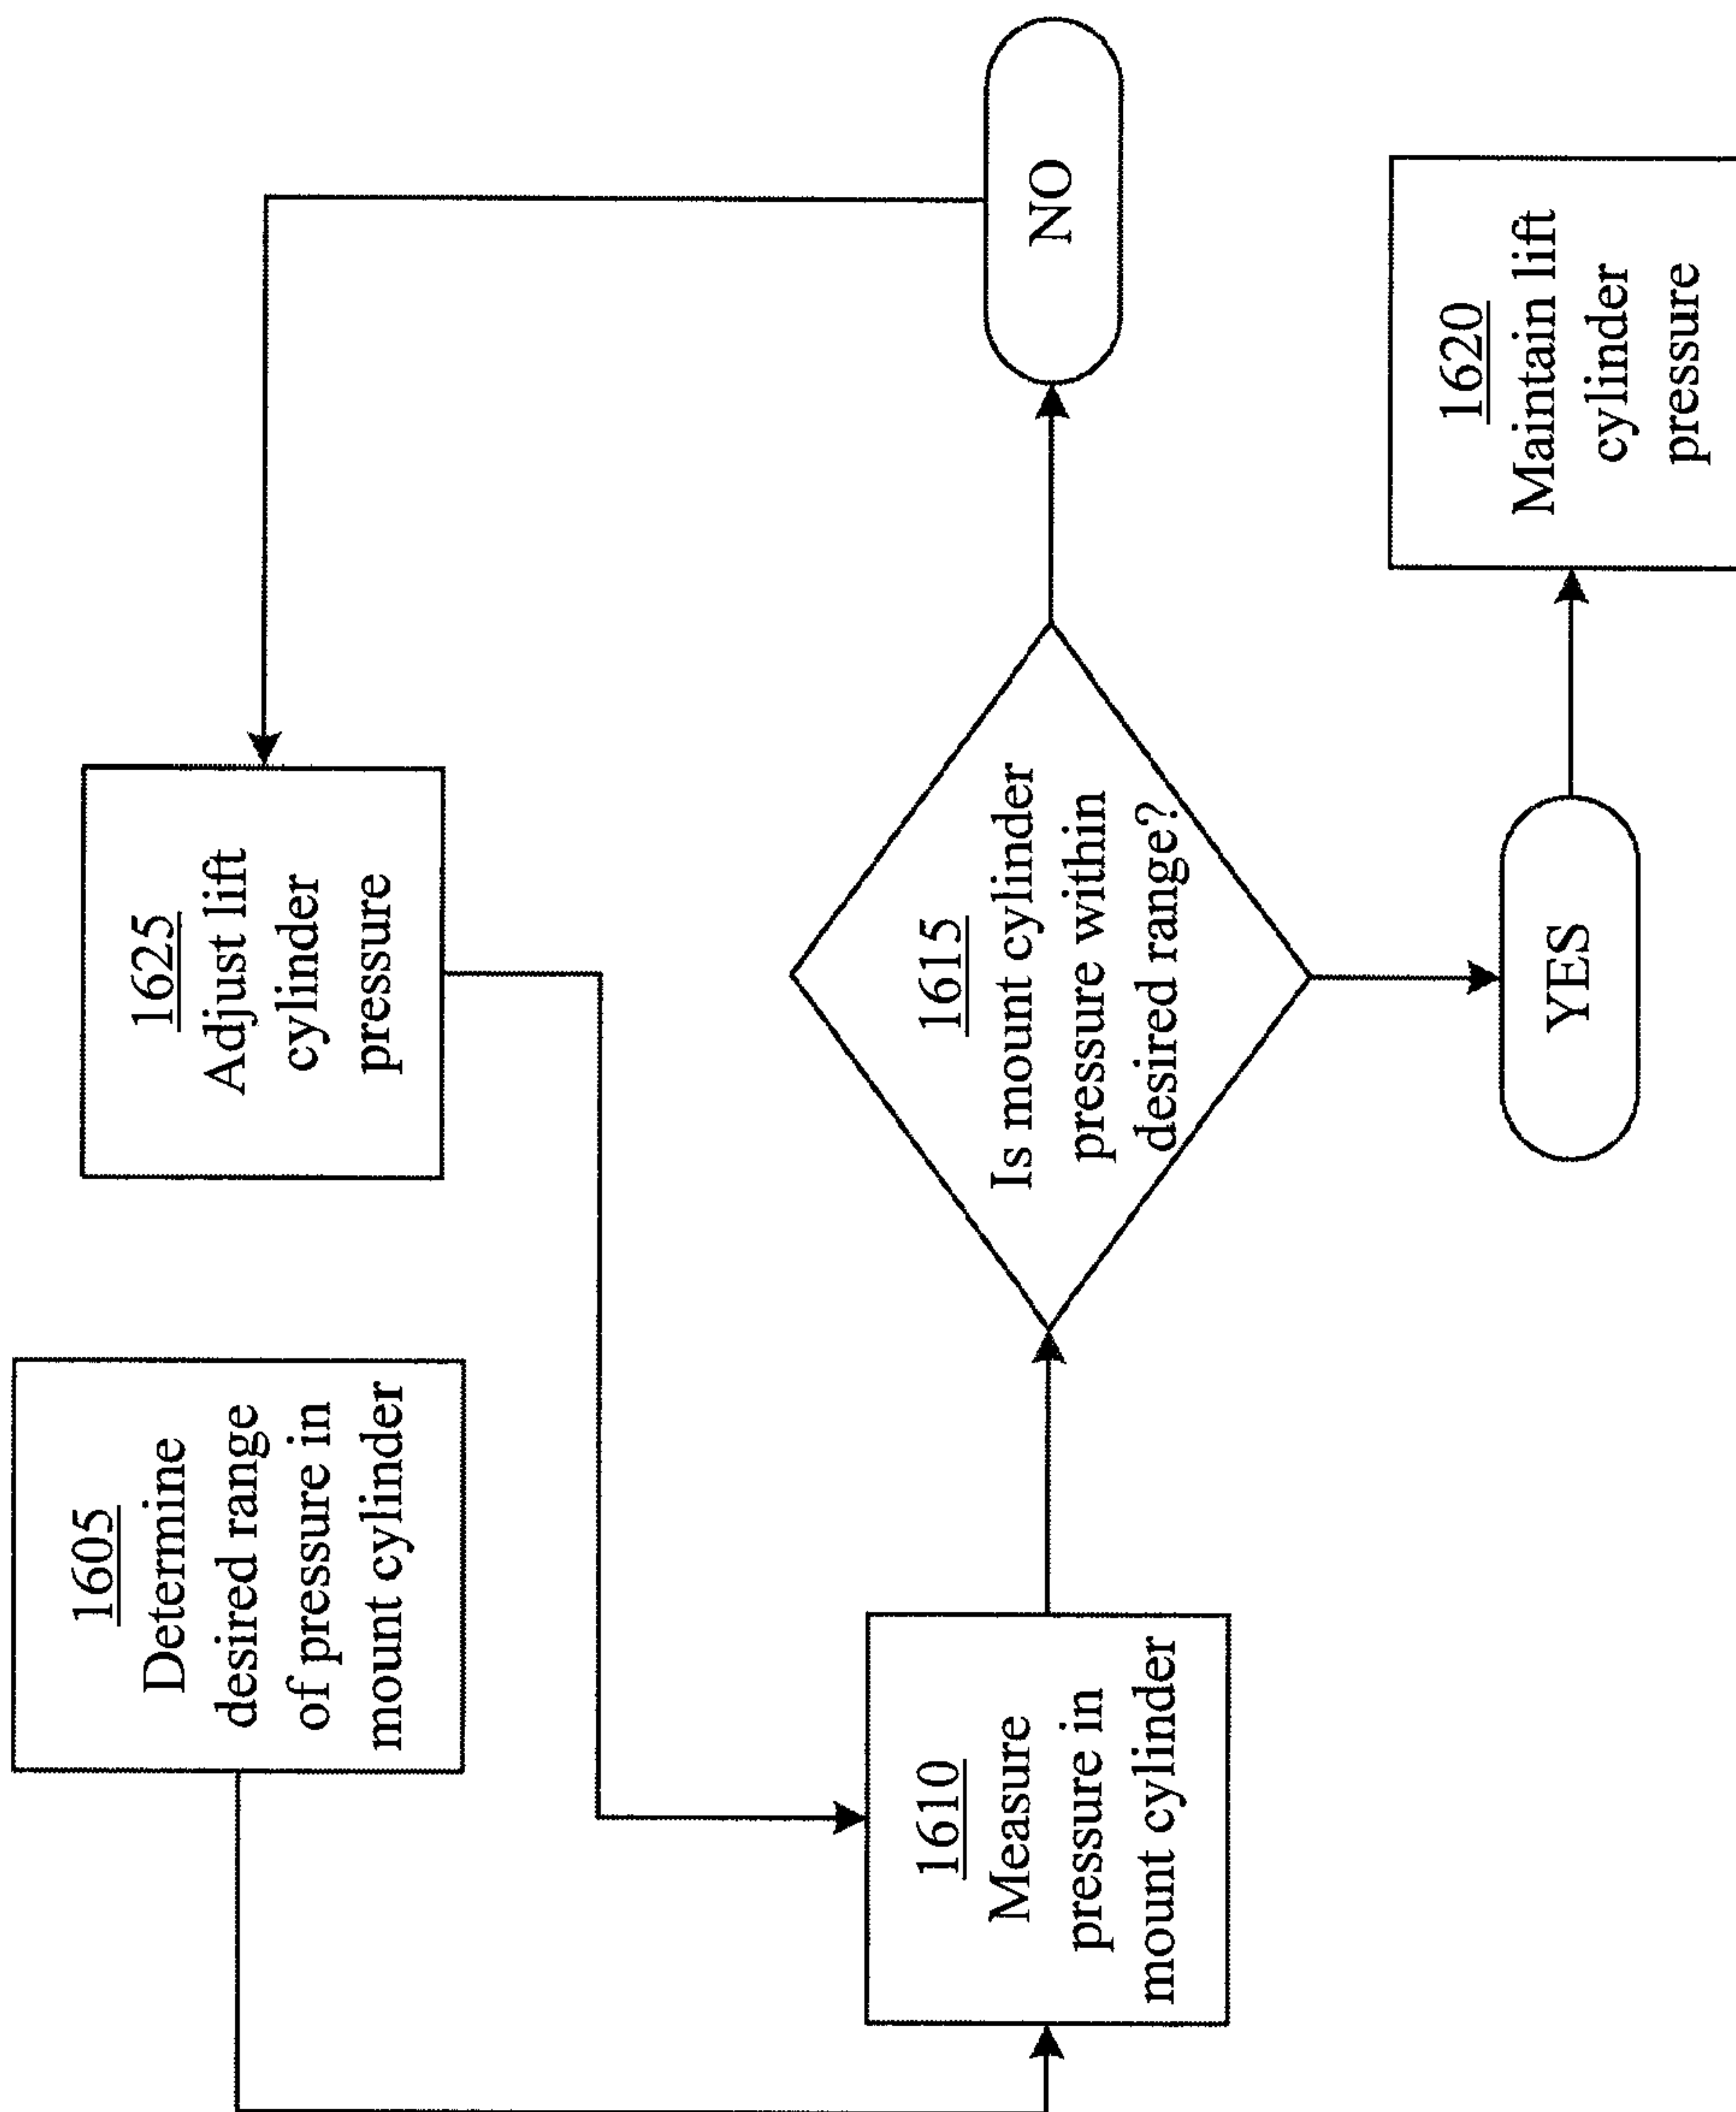 1605
Determine
desired range
of pressure in
mount cylinder
1625
Adjust lift
cylinder
pressure
1610
Measure
pressure in
mount cylinder
1615
Is mount cylinder
pressure within
desired range?
NO
YES
1620
Maintain lift
cylinder
pressure